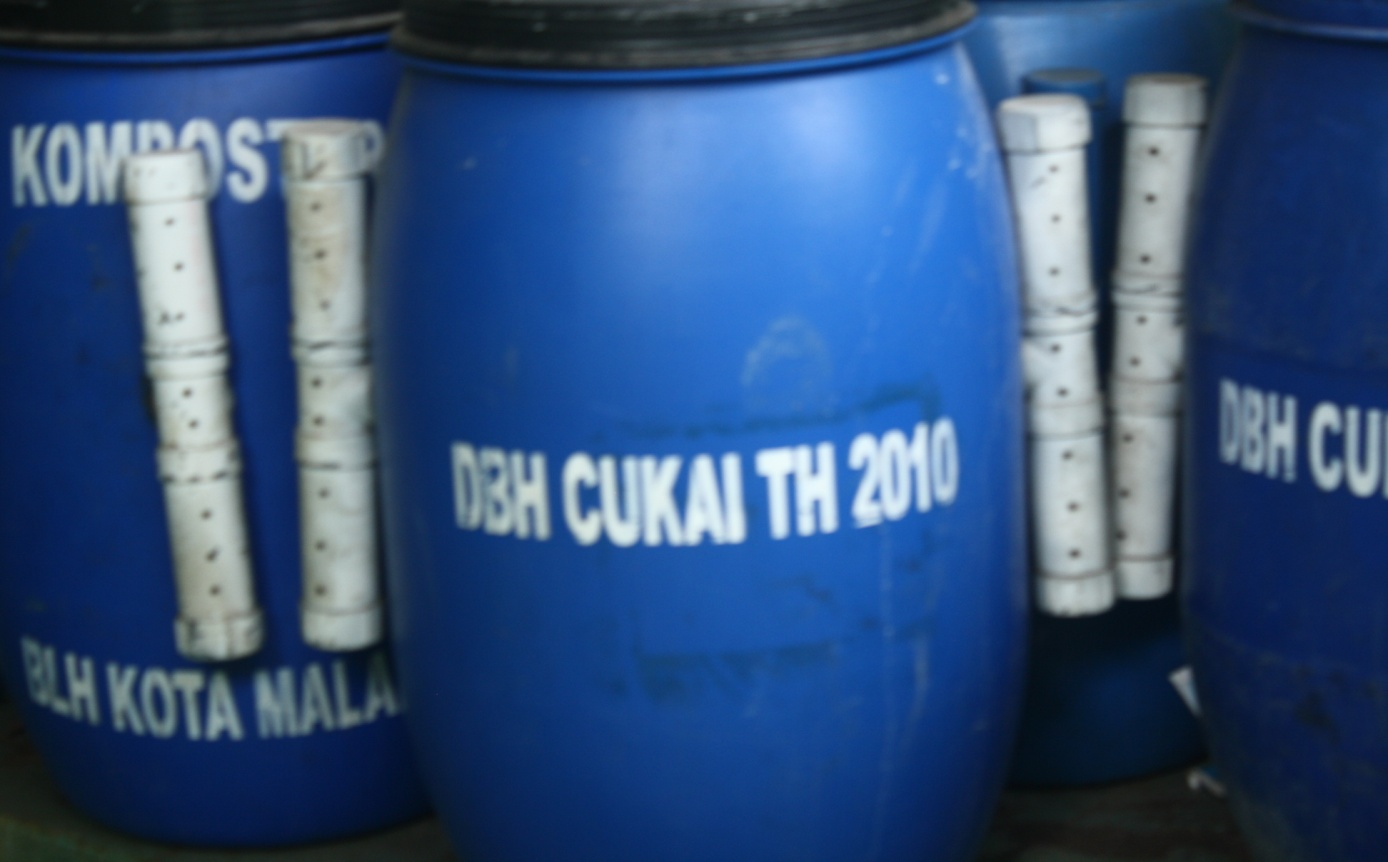 KOMPOST
BLH KOTA MALA
DBH CUKAI TH 2010
DBH CU